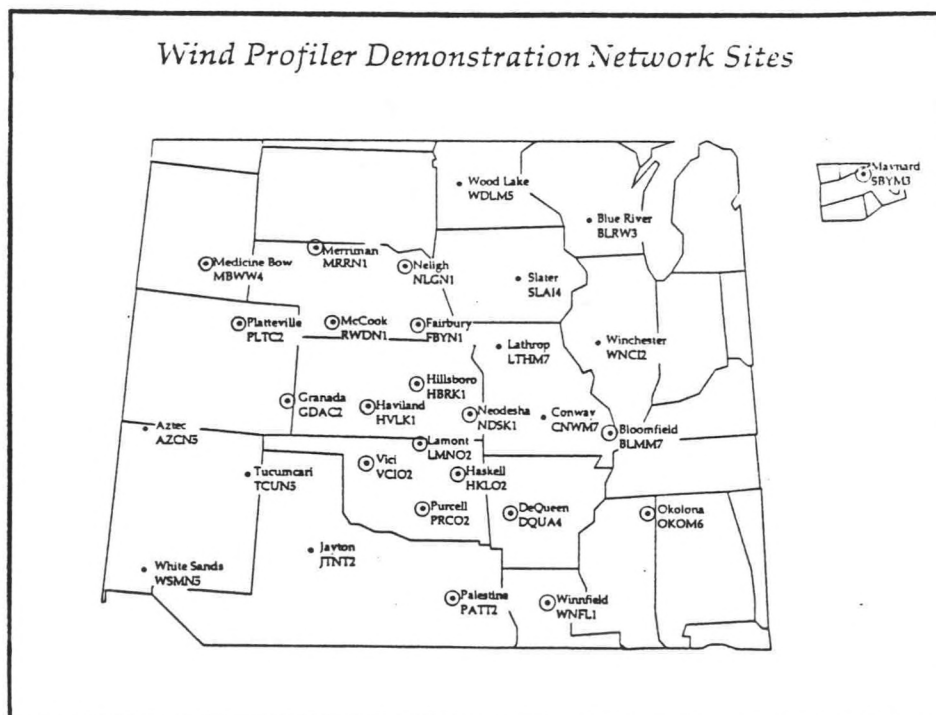 Wind Profiler Demonstration Network Sites
Maynard
SBYM3
Wood Lake
WDLM5
Blue River
BLRW3
Merriman
MRRN1
Medicine Bow
MBWW4
Neligh
NLGN1
Slater
SLAI4
Platteville
PLTC2
McCook
RWDN1
Fairbury
FBYN1
Lathrop
LTHM7
Winchester
WNCI2
Hillsboro
HBRK1
Granada
GDAC2
Haviland
HVLK1
Neodesha
NDSK1
Conway
CNWM7
Bloomfield
BLMM7
Aztec
AZCN5
Lamont
LMNO2
Vici
VCIO2
Tucumcari
TCUN5
Haskell
HKLO2
Purcell
PRCO2
DeQueen
DQUA4
Okolona
OKOM6
Jayton
JTNT2
White Sands
WSMN5
Palestine
PATT2
Winnfield
WNFL1